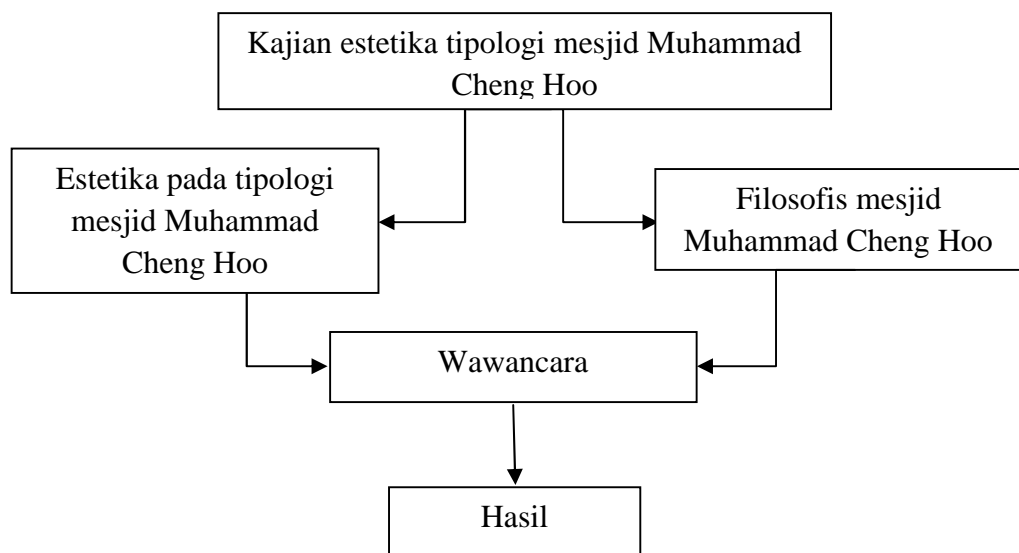 Kajian estetika tipologi mesjid Muhammad
Cheng Hoo
Estetika pada tipologi
mesjid Muhammad
Cheng Hoo
Filosofis mesjid
Muhammad Cheng Hoo
Wawancara
Hasil